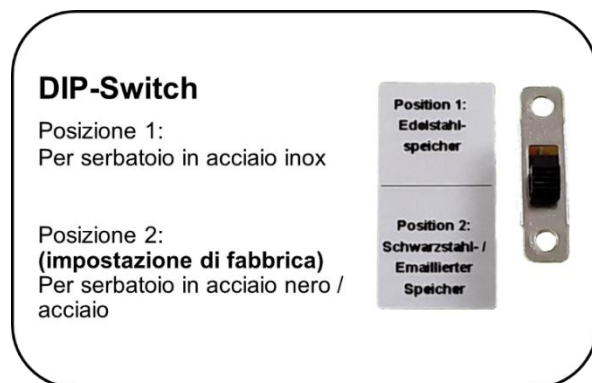 DIP-Switch
Posizione 1:
Per serbatoio in acciaio inox
Posizione 2:
(impostazione di fabbrica)
Per serbatoio in acciaio nero /
acciaio
Position 1:
Edelstahl-
speicher
Position 2:
Schwarzstahl- /
Emaillierter
Speicher